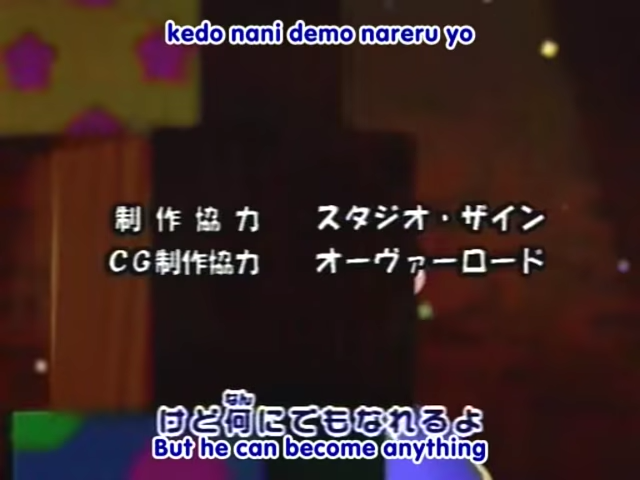 kedo nani demo nareru yo
制作協力 スタジオ・ザイン
CG制作協力 オーヴァーロード
なん
けど何にでもなれるよ
But he can become anything